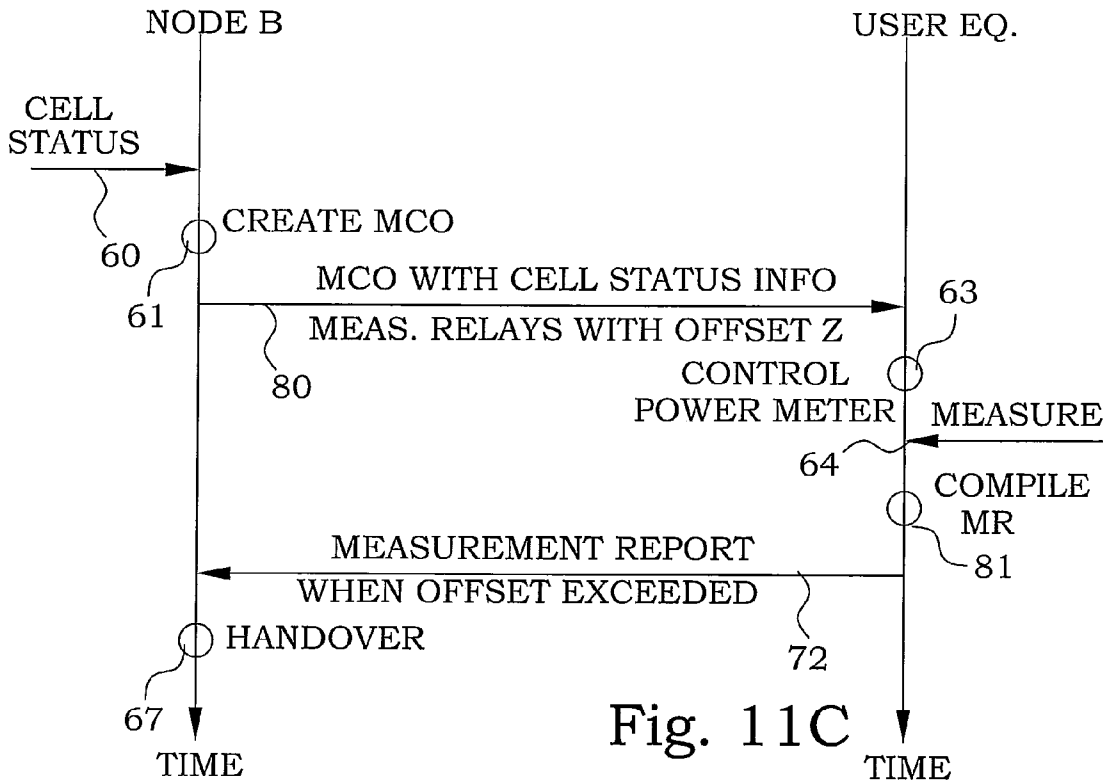 NODE B
USER EQ.
CELL
STATUS
60
CREATE MCO
61
MCO WITH CELL STATUS INFO
MEAS. RELAYS WITH OFFSET Z
80
63
CONTROL
POWER METER
MEASURE
64
COMPILE
MR
81
MEASUREMENT REPORT
WHEN OFFSET EXCEEDED
72
HANDOVER
67
Fig. 11C
TIME
TIME